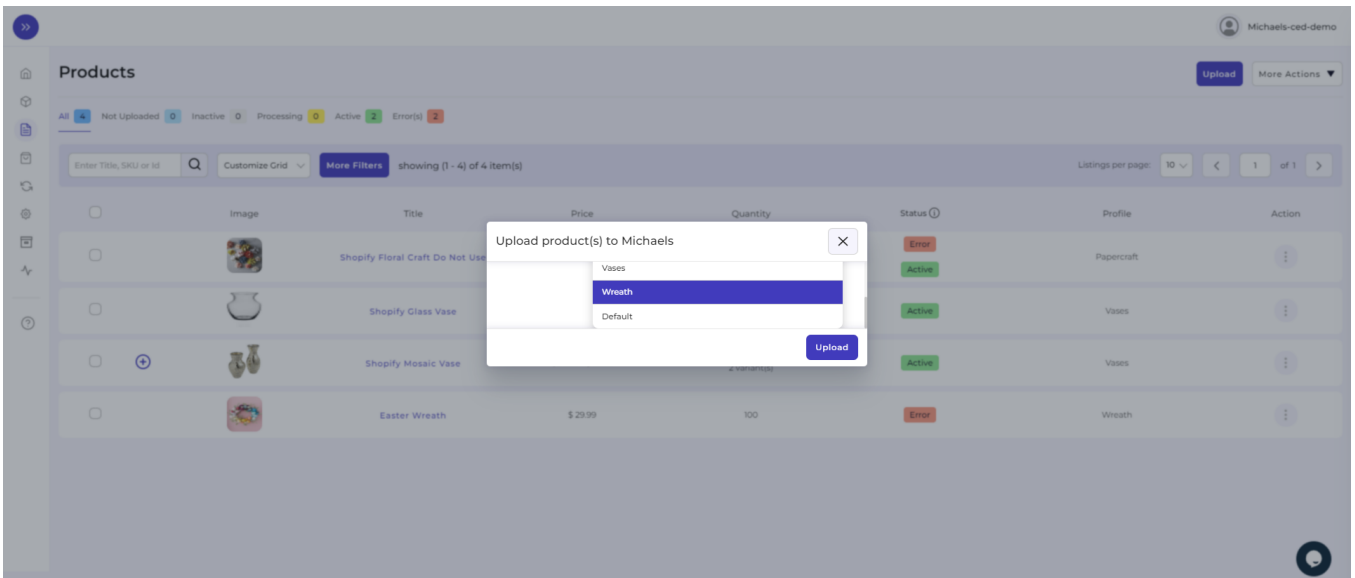 Michaels-ced-demo
Products
Upload
More Actions
All 4 Not Uploaded 0 Inactive 0 Processing 0 Active 2 Error(s) 2
Enter Title, SKU or Id
Customize Grid
More Filters
showing (1 - 4) of 4 item(s)
Listings per page: 10
1 of 1
Image Title Price Quantity Status Profile Action
Upload product(s) to Michaels
Vases
Wreath
Default
Upload
Shopify Floral Craft Do Not Use
Error
Active
Papercraft
Shopify Glass Vase
Active
Vases
Shopify Mosaic Vase
2 variant(s)
Active
Vases
Easter Wreath $ 29.99 100 Error Wreath